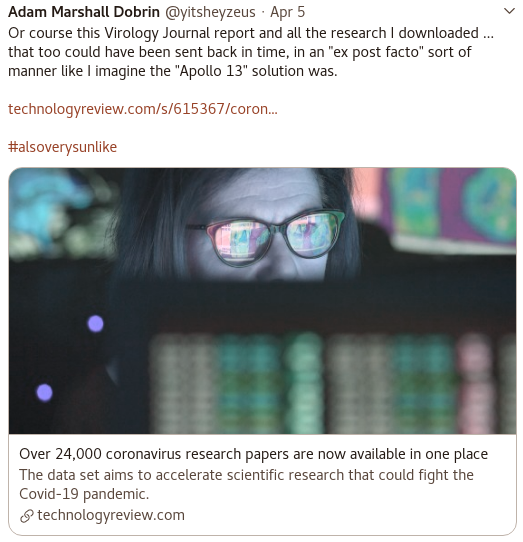 Adam Marshall Dobrin @yitsheyzeus · Apr 5
Or course this Virology Journal report and all the research I downloaded ...
that too could have been sent back in time, in an "ex post facto" sort of
manner like I imagine the "Apollo 13" solution was.
technologyreview.com/s/615367/coron...
#alsoverysunlike
Over 24,000 coronavirus research papers are now available in one place
The data set aims to accelerate scientific research that could fight the
Covid-19 pandemic.
technologyreview.com